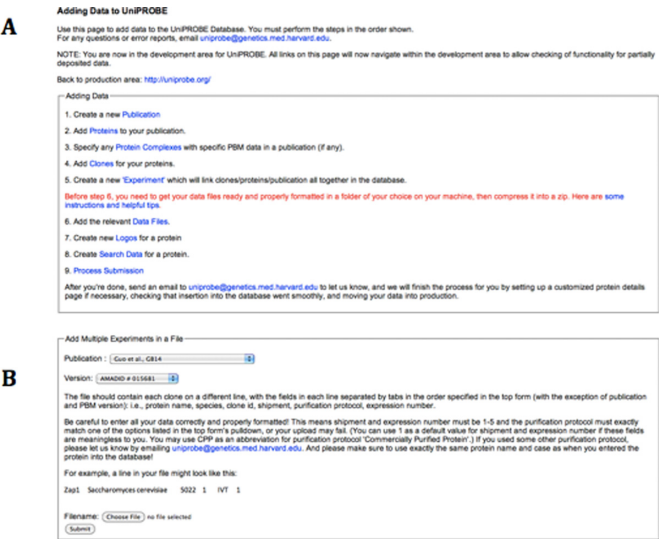 A
Adding Data to UniPROBE
Use this page to add data to the UniPROBE Database. You must perform the steps in the order shown.
For any questions or error reports, email uniprobe@genetics.med.harvard.edu.
NOTE: You are now in the development area for UniPROBE. All links on this page will now navigate within the development area to allow checking of functionality for partially
deposited data.
Back to production area: http://uniprobe.org/
Adding Data
1. Create a new Publication
2. Add Proteins to your publication.
3. Specify any Protein Complexes with specific PBM data in a publication (if any).
4. Add Clones for your proteins.
5. Create a new 'Experiment' which will link clones/proteins/publication all together in the database.
Before step 6, you need to get your data files ready and properly formatted in a folder of your choice on your machine, then compress it into a zip. Here are some
instructions and helpful tips.
6. Add the relevant Data Files.
7. Create new Logos for a protein
8. Create Search Data for a protein.
9. Process Submission
After you're done, send an email to uniprobe@genetics.med.harvard.edu to let us know, and we will finish the process for you by setting up a customized protein details
page if necessary, checking that insertion into the database went smoothly, and moving your data into production.
B
Add Multiple Experiments in a File
Publication : Guo et al., GB14
Version: AMADID # 015681
The file should contain each clone on a different line, with the fields in each line separated by tabs in the order specified in the top form (with the exception of publication
and PBM version): i.e., protein name, species, clone id, shipment, purification protocol, expression number.
Be careful to enter all your data correctly and properly formatted! This means shipment and expression number must be 1-5 and the purification protocol must exactly
match one of the options listed in the top form's pulldown, or your upload may fail. (You can use 1 as a default value for shipment and expression number if these fields
are meaningless to you. You may use CPP as an abbreviation for purification protocol 'Commercially Purified Protein'.) If you used some other purification protocol,
please let us know by emailing uniprobe@genetics.med.harvard.edu. And please make sure to use exactly the same protein name and case as when you entered the
protein into the database!
For example, a line in your file might look like this:
Zap1 Saccharomyces cerevisiae 5022 1 IVT 1
Filename: Choose File no file selected
Submit